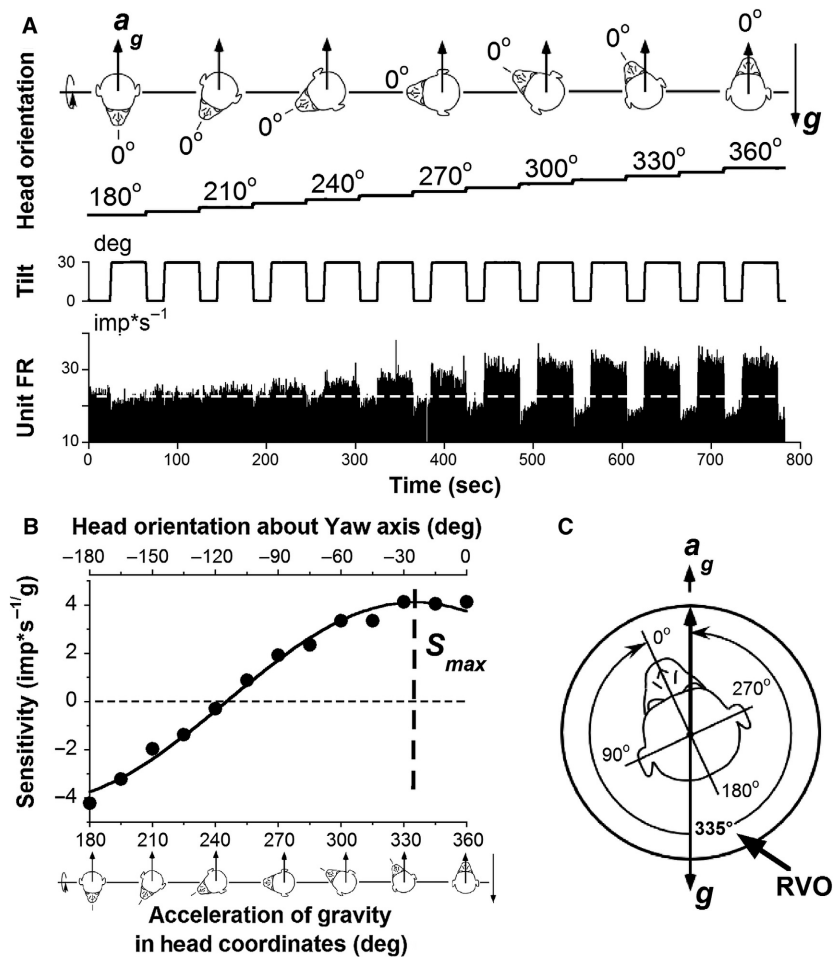 A
a g
0° 0° 0° 0° 0° 0° 0°
g
Head orientation
180° 210° 240° 270° 300° 330° 360°
deg
Tilt
30
0
imp*s⁻¹
Unit FR
30
10
0 100 200 300 400 500 600 700 800
Time (sec)
B
Head orientation about Yaw axis (deg)
−180 −150 −120 −90 −60 −30 0
Sensitivity (imp*s⁻¹/g)
4
2
0
−2
−4
S max
180 210 240 270 300 330 360
Acceleration of gravity
in head coordinates (deg)
C
a g
0°
270°
90°
180°
335°
g
RVO